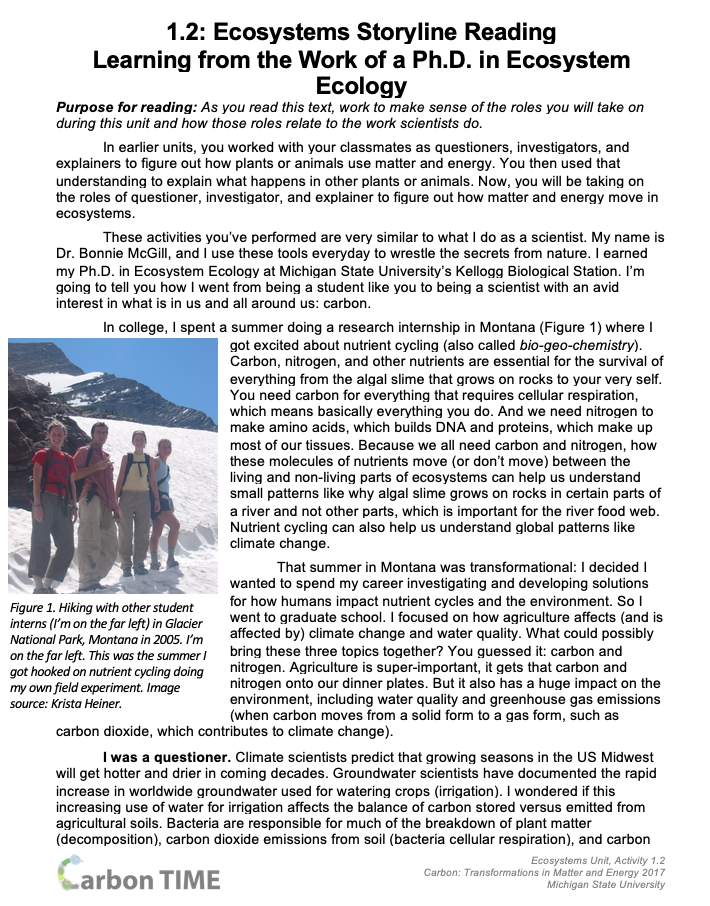 1.2: Ecosystems Storyline Reading
Learning from the Work of a Ph.D. in Ecosystem
Ecology
Purpose for reading: As you read this text, work to make sense of the roles you will take on
during this unit and how those roles relate to the work scientists do.
In earlier units, you worked with your classmates as questioners, investigators, and
explainers to figure out how plants or animals use matter and energy. You then used that
understanding to explain what happens in other plants or animals. Now, you will be taking on
the roles of questioner, investigator, and explainer to figure out how matter and energy move in
ecosystems.
These activities you’ve performed are very similar to what I do as a scientist. My name is
Dr. Bonnie McGill, and I use these tools everyday to wrestle the secrets from nature. I earned
my Ph.D. in Ecosystem Ecology at Michigan State University’s Kellogg Biological Station. I’m
going to tell you how I went from being a student like you to being a scientist with an avid
interest in what is in us and all around us: carbon.
In college, I spent a summer doing a research internship in Montana (Figure 1) where I
got excited about nutrient cycling (also called bio-geo-chemistry).
Carbon, nitrogen, and other nutrients are essential for the survival of
everything from the algal slime that grows on rocks to your very self.
You need carbon for everything that requires cellular respiration,
which means basically everything you do. And we need nitrogen to
make amino acids, which builds DNA and proteins, which make up
most of our tissues. Because we all need carbon and nitrogen, how
these molecules of nutrients move (or don’t move) between the
living and non-living parts of ecosystems can help us understand
small patterns like why algal slime grows on rocks in certain parts of
a river and not other parts, which is important for the river food web.
Nutrient cycling can also help us understand global patterns like
climate change.
That summer in Montana was transformational: I decided I
wanted to spend my career investigating and developing solutions
for how humans impact nutrient cycles and the environment. So I
went to graduate school. I focused on how agriculture affects (and is
affected by) climate change and water quality. What could possibly
bring these three topics together? You guessed it: carbon and
nitrogen. Agriculture is super-important, it gets that carbon and
nitrogen onto our dinner plates. But it also has a huge impact on the
environment, including water quality and greenhouse gas emissions
(when carbon moves from a solid form to a gas form, such as
carbon dioxide, which contributes to climate change).
Figure 1. Hiking with other student
interns (I’m on the far left) in Glacier
National Park, Montana in 2005. I’m
on the far left. This was the summer I
got hooked on nutrient cycling doing
my own field experiment. Image
source: Krista Heiner.
I was a questioner. Climate scientists predict that growing seasons in the US Midwest
will get hotter and drier in coming decades. Groundwater scientists have documented the rapid
increase in worldwide groundwater used for watering crops (irrigation). I wondered if this
increasing use of water for irrigation affects the balance of carbon stored versus emitted from
agricultural soils. Bacteria are responsible for much of the breakdown of plant matter
(decomposition), carbon dioxide emissions from soil (bacteria cellular respiration), and carbon
Carbon TIME
Ecosystems Unit, Activity 1.2
Carbon: Transformations in Matter and Energy 2017
Michigan State University